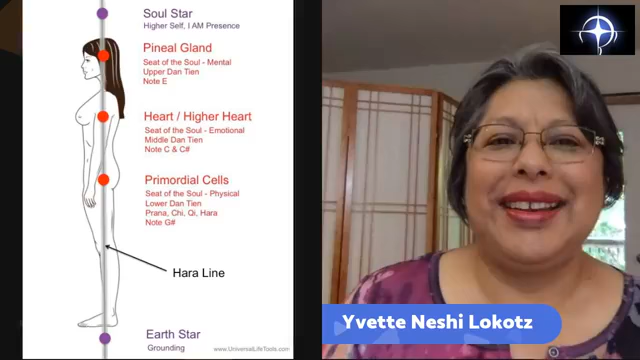 Soul Star
Higher Self, I AM Presence
Pineal Gland
Seat of the Soul - Mental
Upper Dan Tien
Note E
Heart / Higher Heart
Seat of the Soul - Emotional
Middle Dan Tien
Note C & C#
Primordial Cells
Seat of the Soul - Physical
Lower Dan Tien
Prana, Chi, Qi, Hara
Note G#
Hara Line
Earth Star
Grounding
www.UniversalLifeTools.com
Yvette Neshi Lokotz